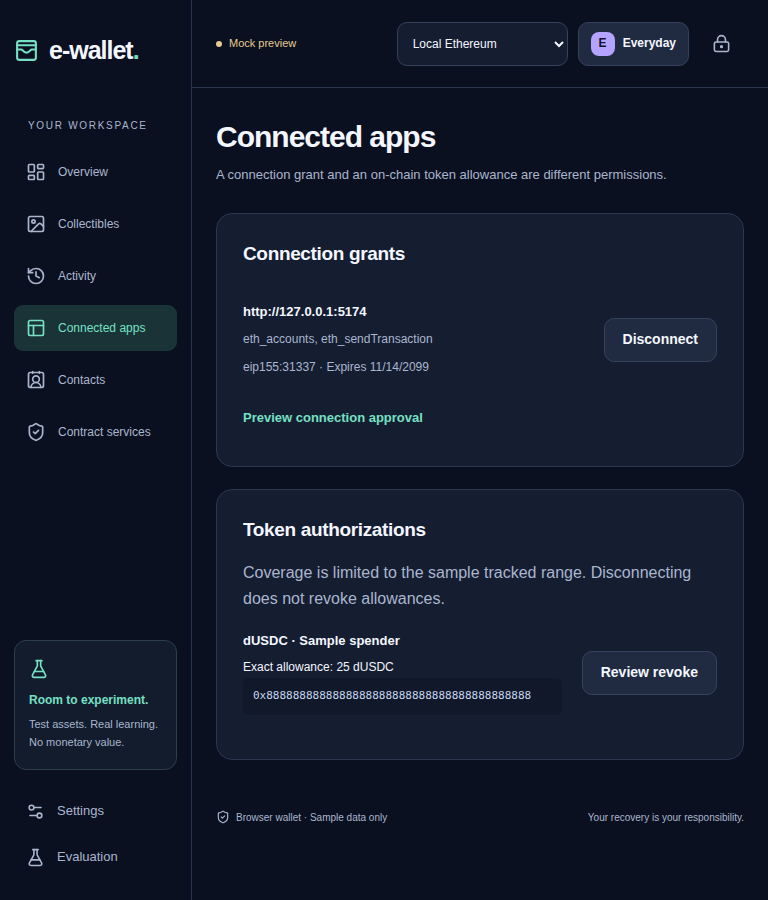 e-wallet.
YOUR WORKSPACE
Overview
Collectibles
Activity
Connected apps
Contacts
Contract services
Room to experiment.
Test assets. Real learning.
No monetary value.
Settings
Evaluation
Mock preview
Local Ethereum
E Everyday
Connected apps
A connection grant and an on-chain token allowance are different permissions.
Connection grants
http://127.0.0.1:5174
eth_accounts, eth_sendTransaction
eip155:31337 · Expires 11/14/2099
Disconnect
Preview connection approval
Token authorizations
Coverage is limited to the sample tracked range. Disconnecting
does not revoke allowances.
dUSDC · Sample spender
Exact allowance: 25 dUSDC
0x8888888888888888888888888888888888888888
Review revoke
Browser wallet · Sample data only
Your recovery is your responsibility.